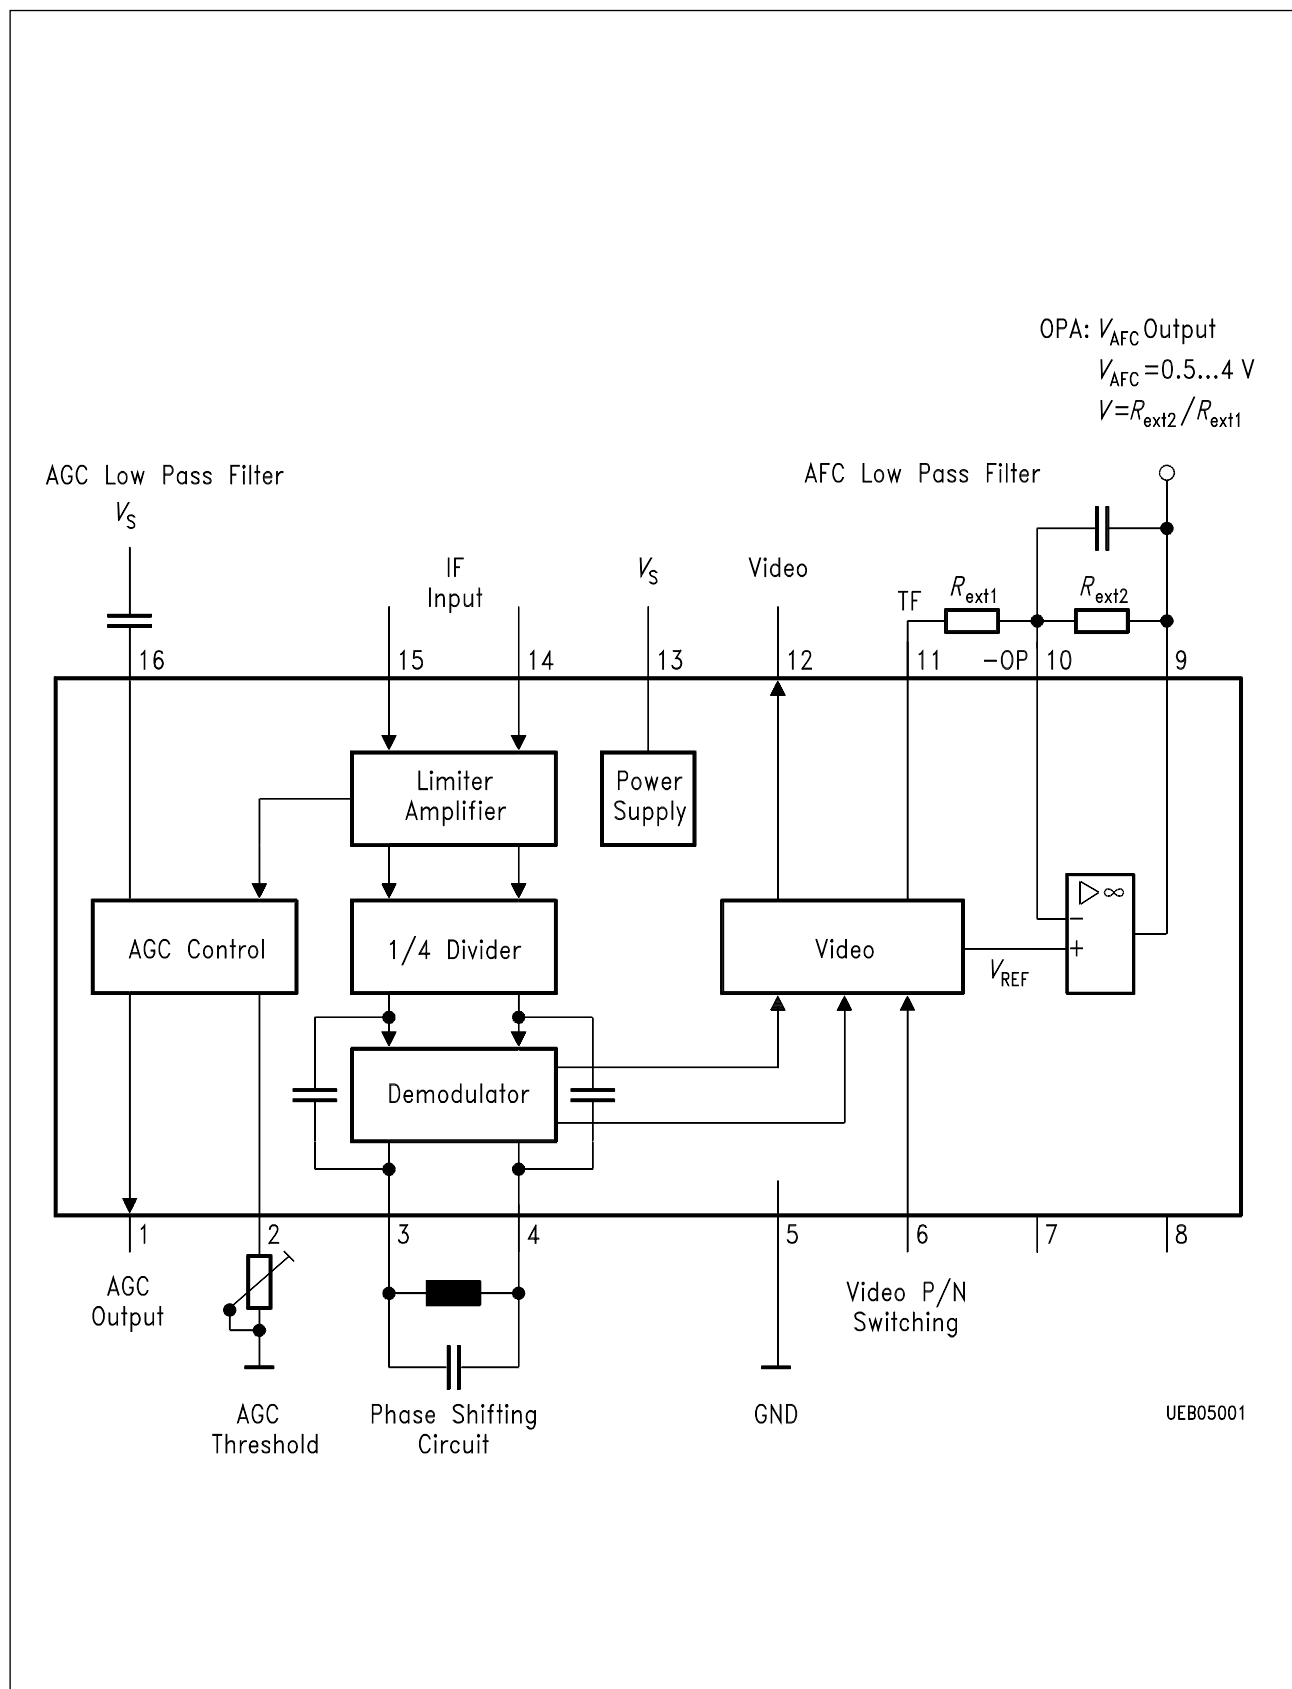 OPA: VAFC Output
VAFC =0.5...4 V
V=Rext2/Rext1
AGC Low Pass Filter
VS
AFC Low Pass Filter
IF
Input
VS
Video
TF
Rext1
Rext2
16
15
14
13
12
11
-OP
10
9
Limiter
Amplifier
Power
Supply
AGC Control
1/4 Divider
Video
▷ ∞
−
+
VREF
Demodulator
1
2
3
4
5
6
7
8
AGC
Output
Video P/N
Switching
AGC
Threshold
Phase Shifting
Circuit
GND
UEB05001